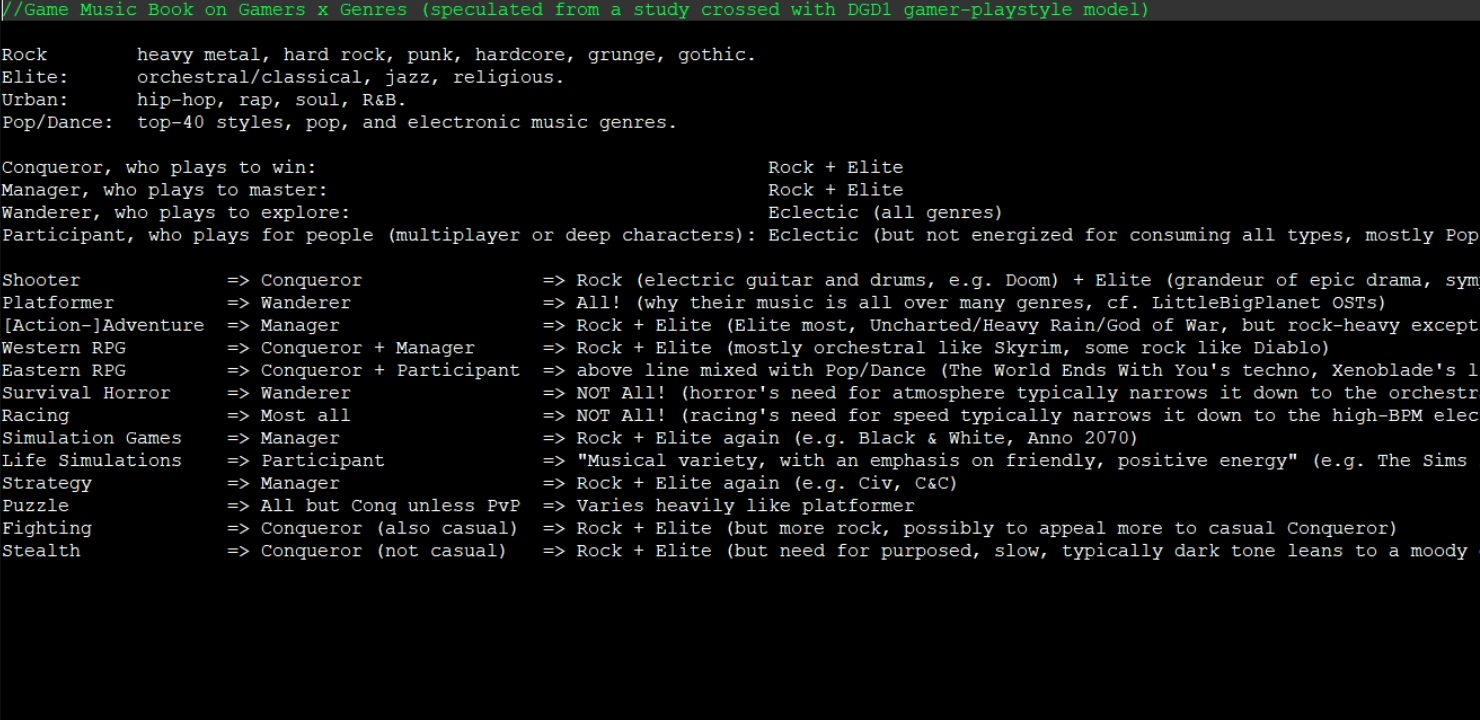 //Game Music Book on Gamers x Genres (speculated from a study crossed with DGD1 gamer-playstyle model)
Rock heavy metal, hard rock, punk, hardcore, grunge, gothic.
Elite: orchestral/classical, jazz, religious.
Urban: hip-hop, rap, soul, R&B.
Pop/Dance: top-40 styles, pop, and electronic music genres.
Conqueror, who plays to win: Rock + Elite
Manager, who plays to master: Rock + Elite
Wanderer, who plays to explore: Eclectic (all genres)
Participant, who plays for people (multiplayer or deep characters): Eclectic (but not energized for consuming all types, mostly Pop
Shooter => Conqueror => Rock (electric guitar and drums, e.g. Doom) + Elite (grandeur of epic drama, sym
Platformer => Wanderer => All! (why their music is all over many genres, cf. LittleBigPlanet OSTs)
[Action-]Adventure => Manager => Rock + Elite (Elite most, Uncharted/Heavy Rain/God of War, but rock-heavy except
Western RPG => Conqueror + Manager => Rock + Elite (mostly orchestral like Skyrim, some rock like Diablo)
Eastern RPG => Conqueror + Participant => above line mixed with Pop/Dance (The World Ends With You's techno, Xenoblade's l
Survival Horror => Wanderer => NOT All! (horror's need for atmosphere typically narrows it down to the orchestr
Racing => Most all => NOT All! (racing's need for speed typically narrows it down to the high-BPM elec
Simulation Games => Manager => Rock + Elite again (e.g. Black & White, Anno 2070)
Life Simulations => Participant => "Musical variety, with an emphasis on friendly, positive energy" (e.g. The Sims
Strategy => Manager => Rock + Elite again (e.g. Civ, C&C)
Puzzle => All but Conq unless PvP => Varies heavily like platformer
Fighting => Conqueror (also casual) => Rock + Elite (but more rock, possibly to appeal more to casual Conqueror)
Stealth => Conqueror (not casual) => Rock + Elite (but need for purposed, slow, typically dark tone leans to a moody